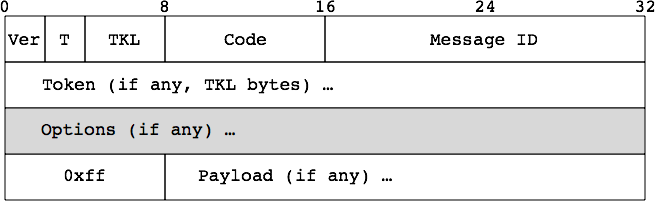 0 8 16 24 32
Ver T TKL Code Message ID
Token (if any, TKL bytes) …
Options (if any) …
0xff Payload (if any) …